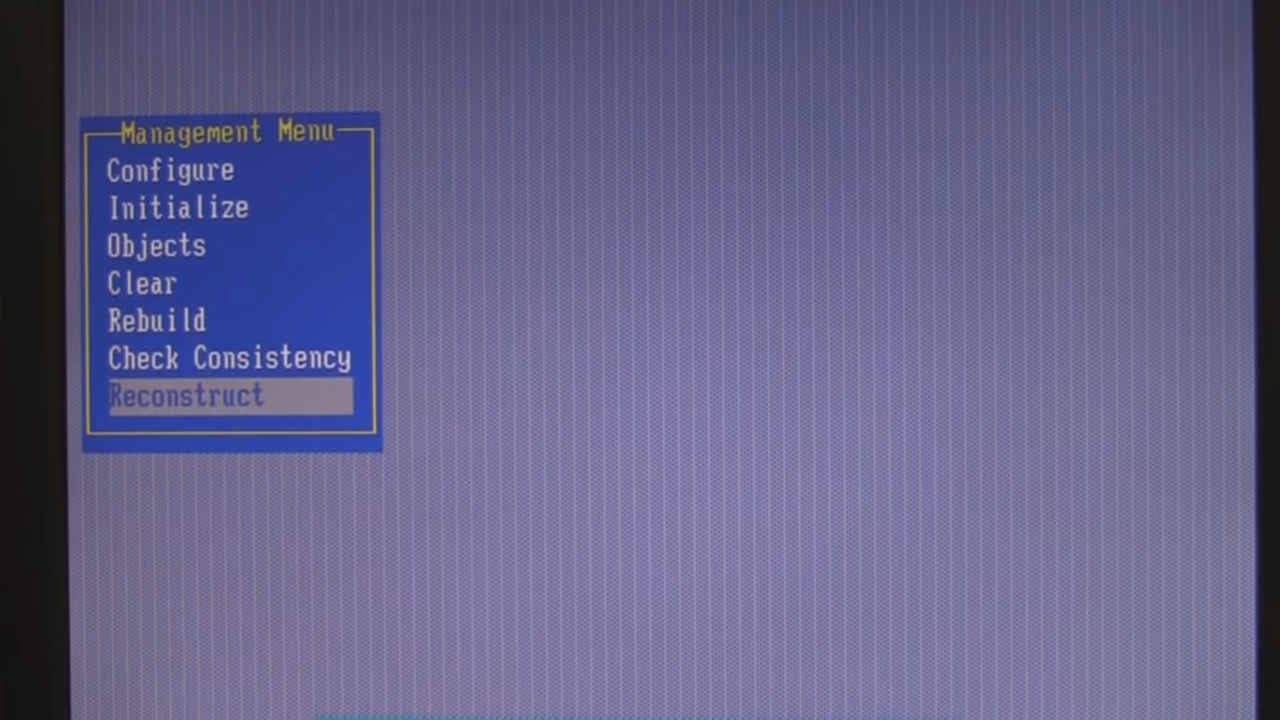 Management Menu
Configure
Initialize
Objects
Clear
Rebuild
Check Consistency
Reconstruct